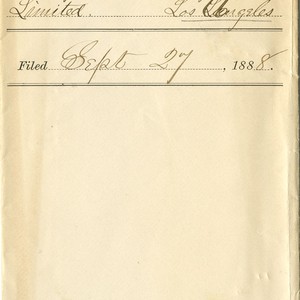 Limited. Los Angeles
Filed Sept 27, 1888.